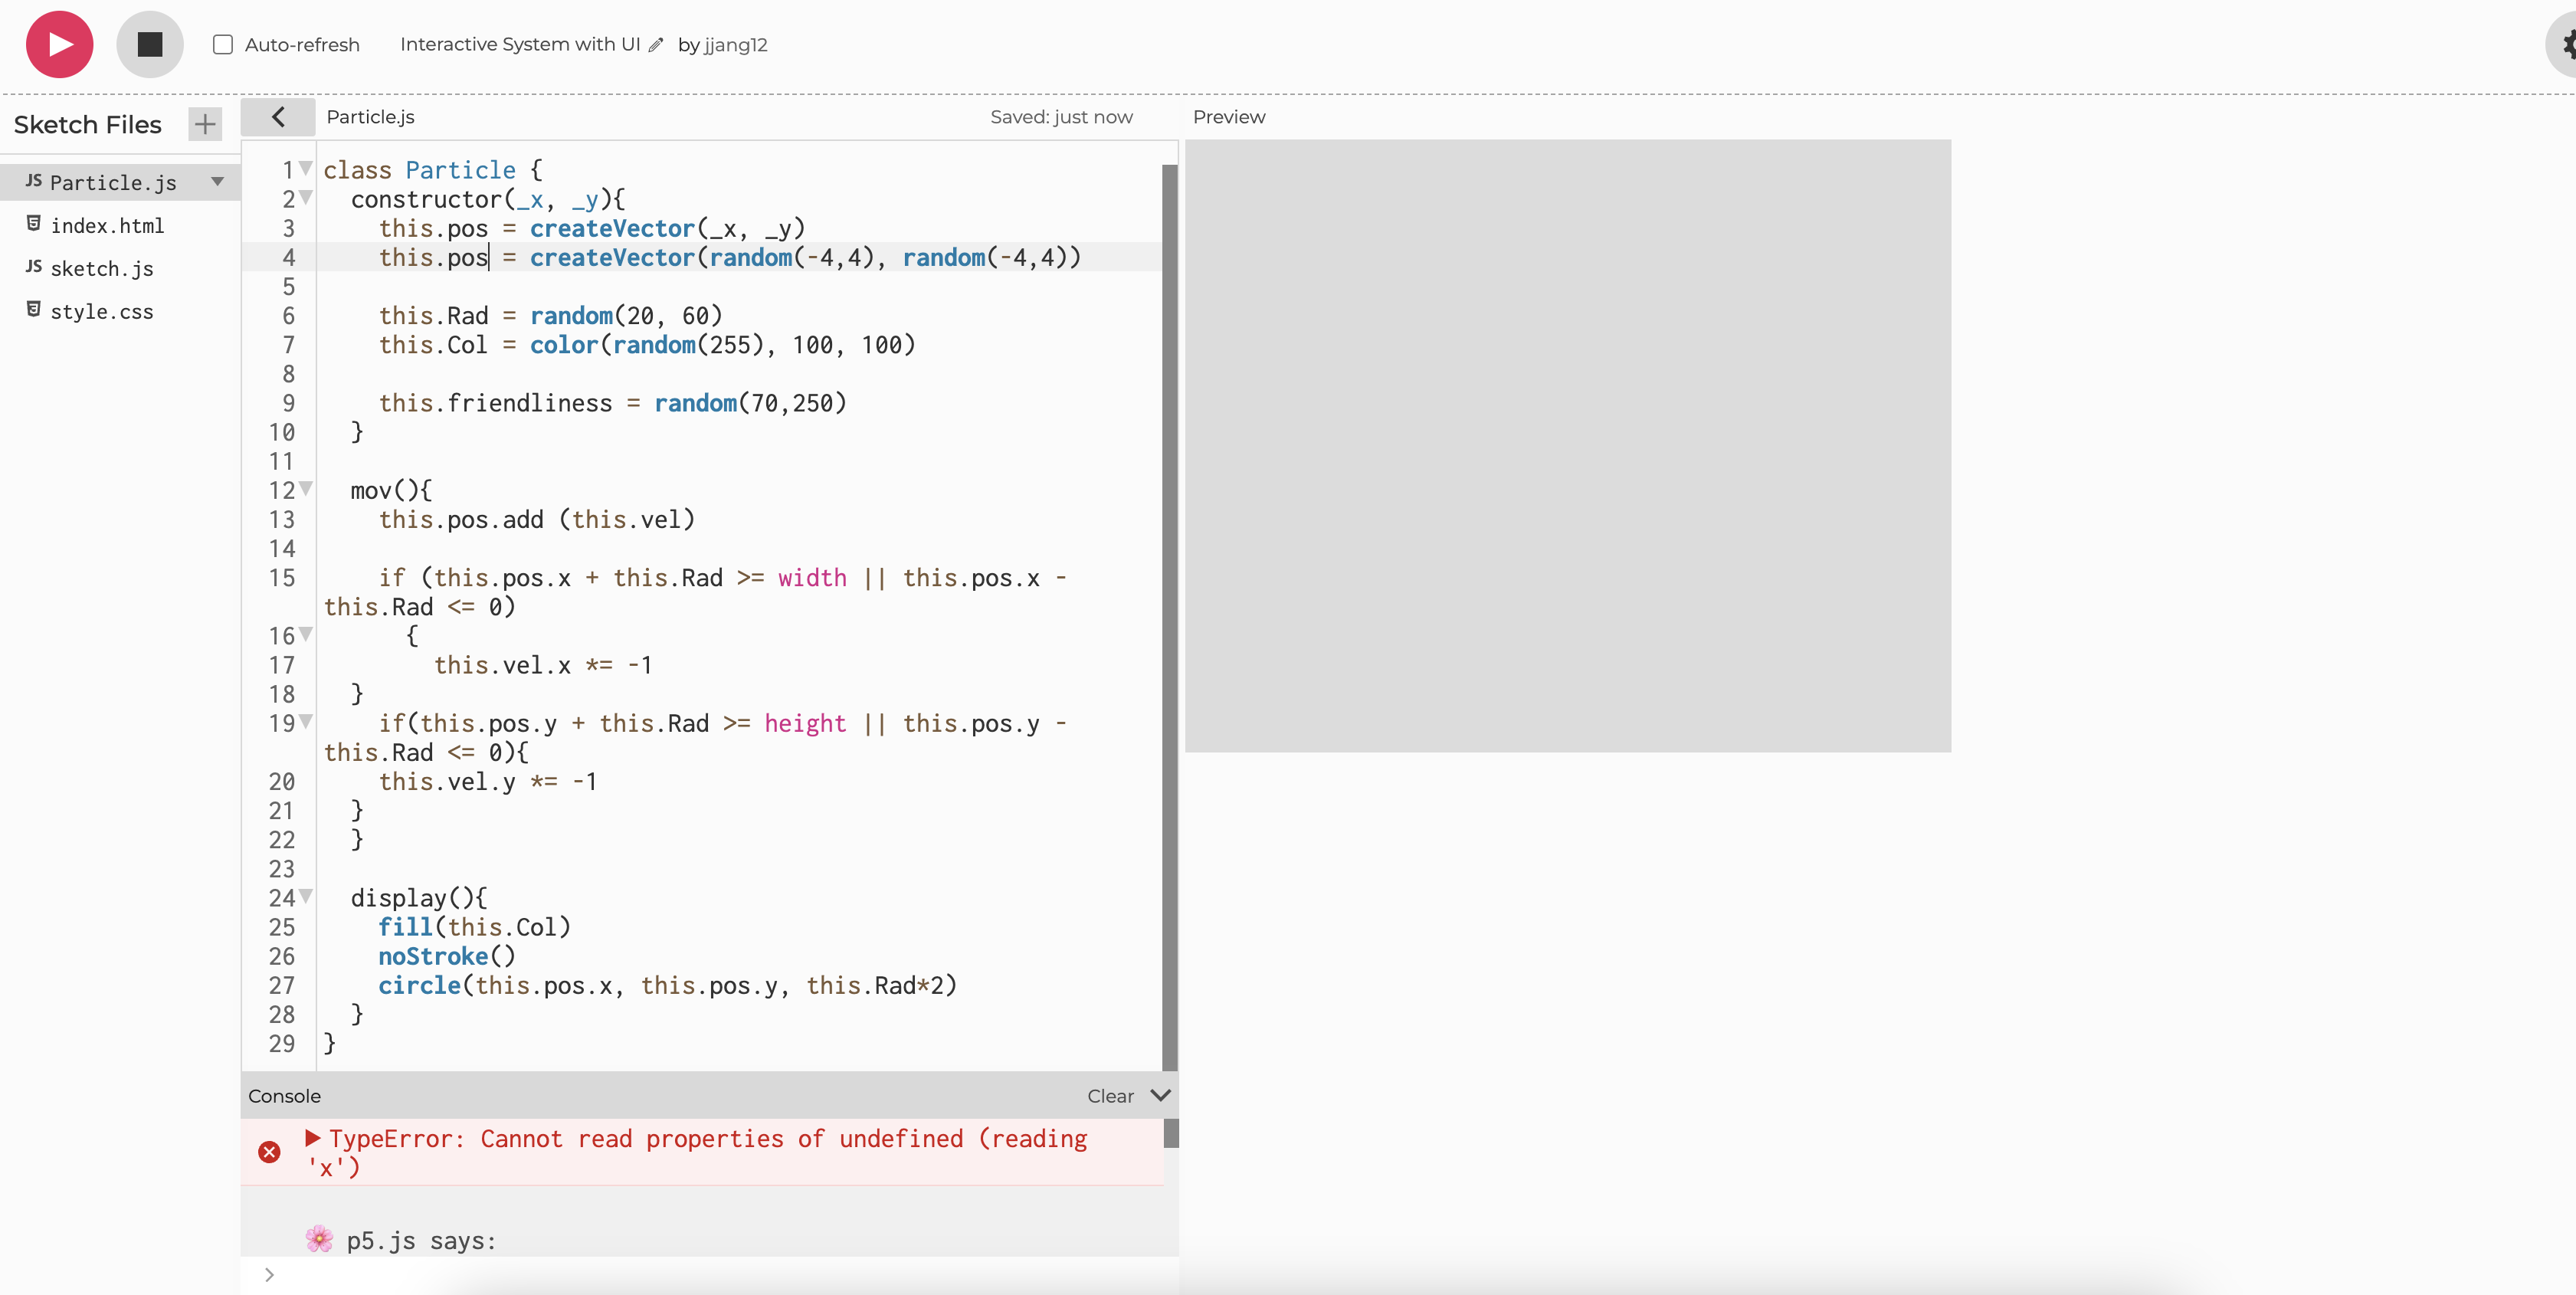 Auto-refresh
Interactive System with UI by jjang12
Sketch Files +
Particle.js
Saved: just now
Preview
JS Particle.js
index.html
JS sketch.js
style.css
1 class Particle {
2 constructor(_x, _y){
3 this.pos = createVector(_x, _y)
4 this.pos = createVector(random(-4,4), random(-4,4))
5
6 this.Rad = random(20, 60)
7 this.Col = color(random(255), 100, 100)
8
9 this.friendliness = random(70,250)
10 }
11
12 mov(){
13 this.pos.add (this.vel)
14
15 if (this.pos.x + this.Rad >= width || this.pos.x -
this.Rad <= 0)
16 {
17 this.vel.x *= -1
18 }
19 if(this.pos.y + this.Rad >= height || this.pos.y -
this.Rad <= 0){
20 this.vel.y *= -1
21 }
22 }
23
24 display(){
25 fill(this.Col)
26 noStroke()
27 circle(this.pos.x, this.pos.y, this.Rad*2)
28 }
29 }
Console
Clear
TypeError: Cannot read properties of undefined (reading
'x')
🌸 p5.js says:
>